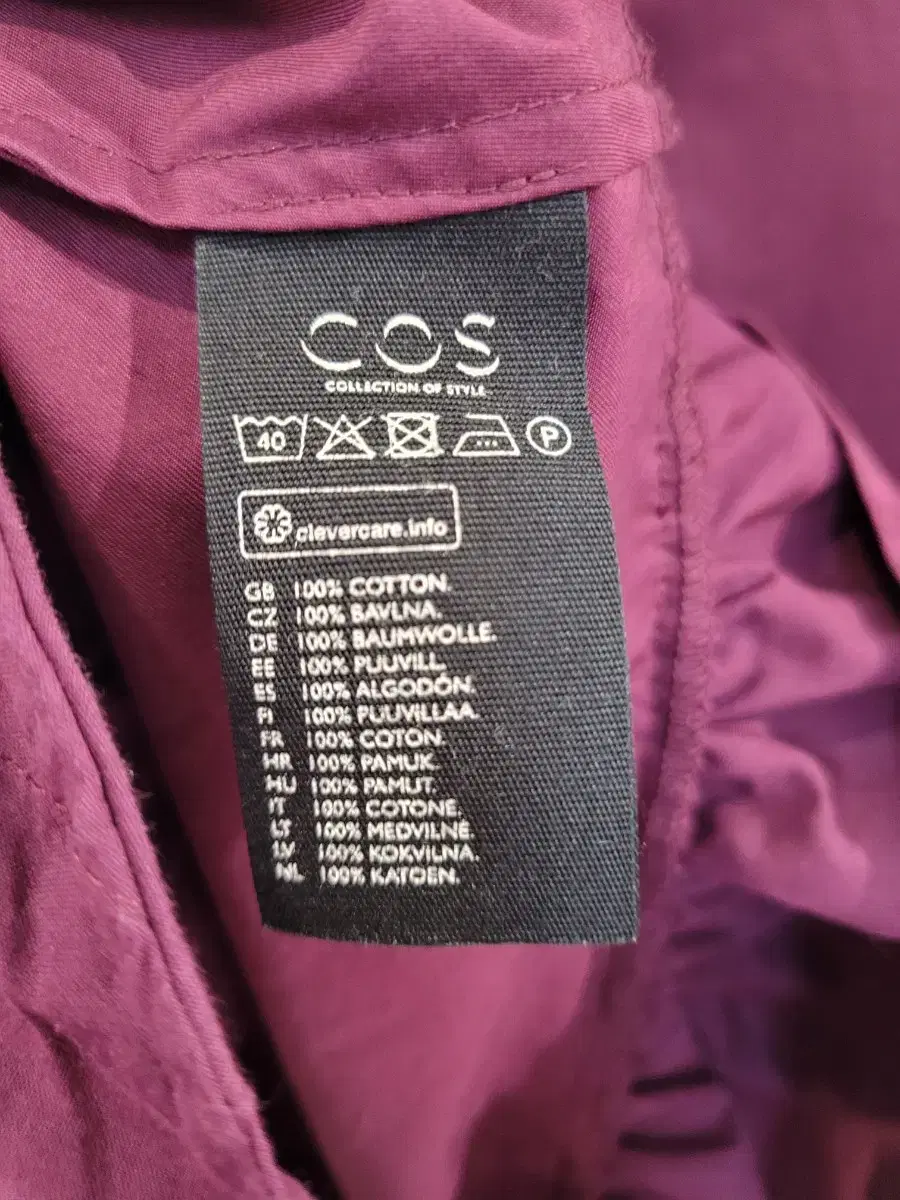 COS
COLLECTION OF STYLE
40 P
clevercare.info
GB 100% COTTON.
CZ 100% BAVLNA.
DE 100% BAUMWOLLE.
EE 100% PUUVILL.
ES 100% ALGODÓN.
FI 100% PUUVILLAA.
FR 100% COTON.
HR 100% PAMUK.
HU 100% PAMUT.
IT 100% COTONE.
LT 100% MEDVILNE.
LV 100% KOKVILNA.
NL 100% KATOEN.